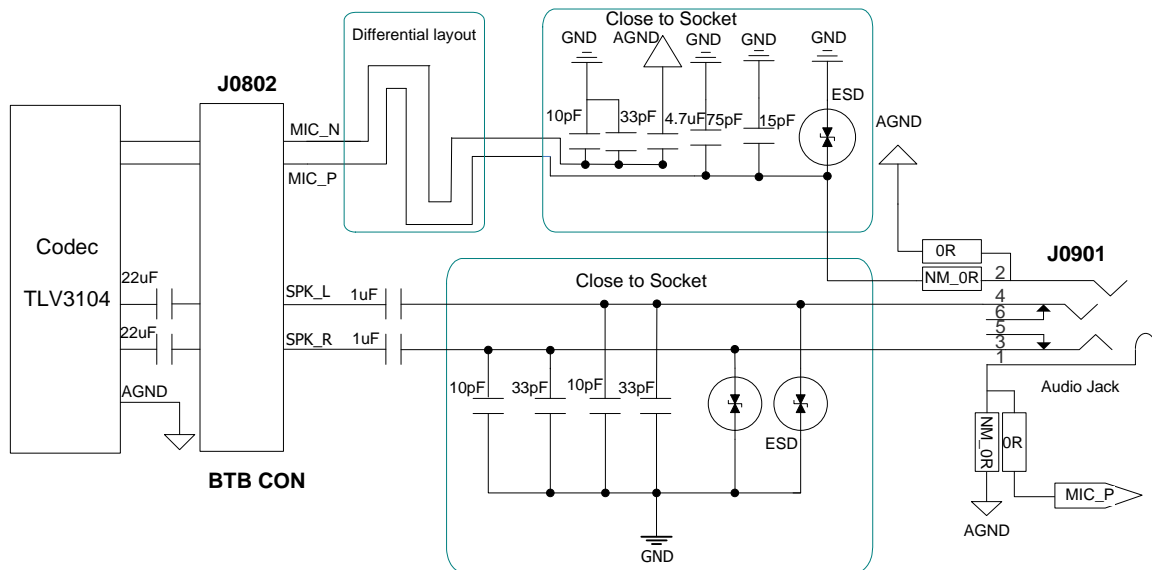 Close to Socket
Differential layout
GND
AGND
GND
GND
GND
J0802
ESD
10pF
33pF
4.7uF
75pF
15pF
AGND
MIC_N
MIC_P
Codec
TLV3104
0R
J0901
NM_0R
2
22uF
SPK_L
1uF
Close to Socket
4
6
5
22uF
SPK_R
1uF
3
1
AGND
10pF
33pF
10pF
33pF
Audio Jack
ESD
NM_0R
0R
BTB CON
MIC_P
AGND
GND